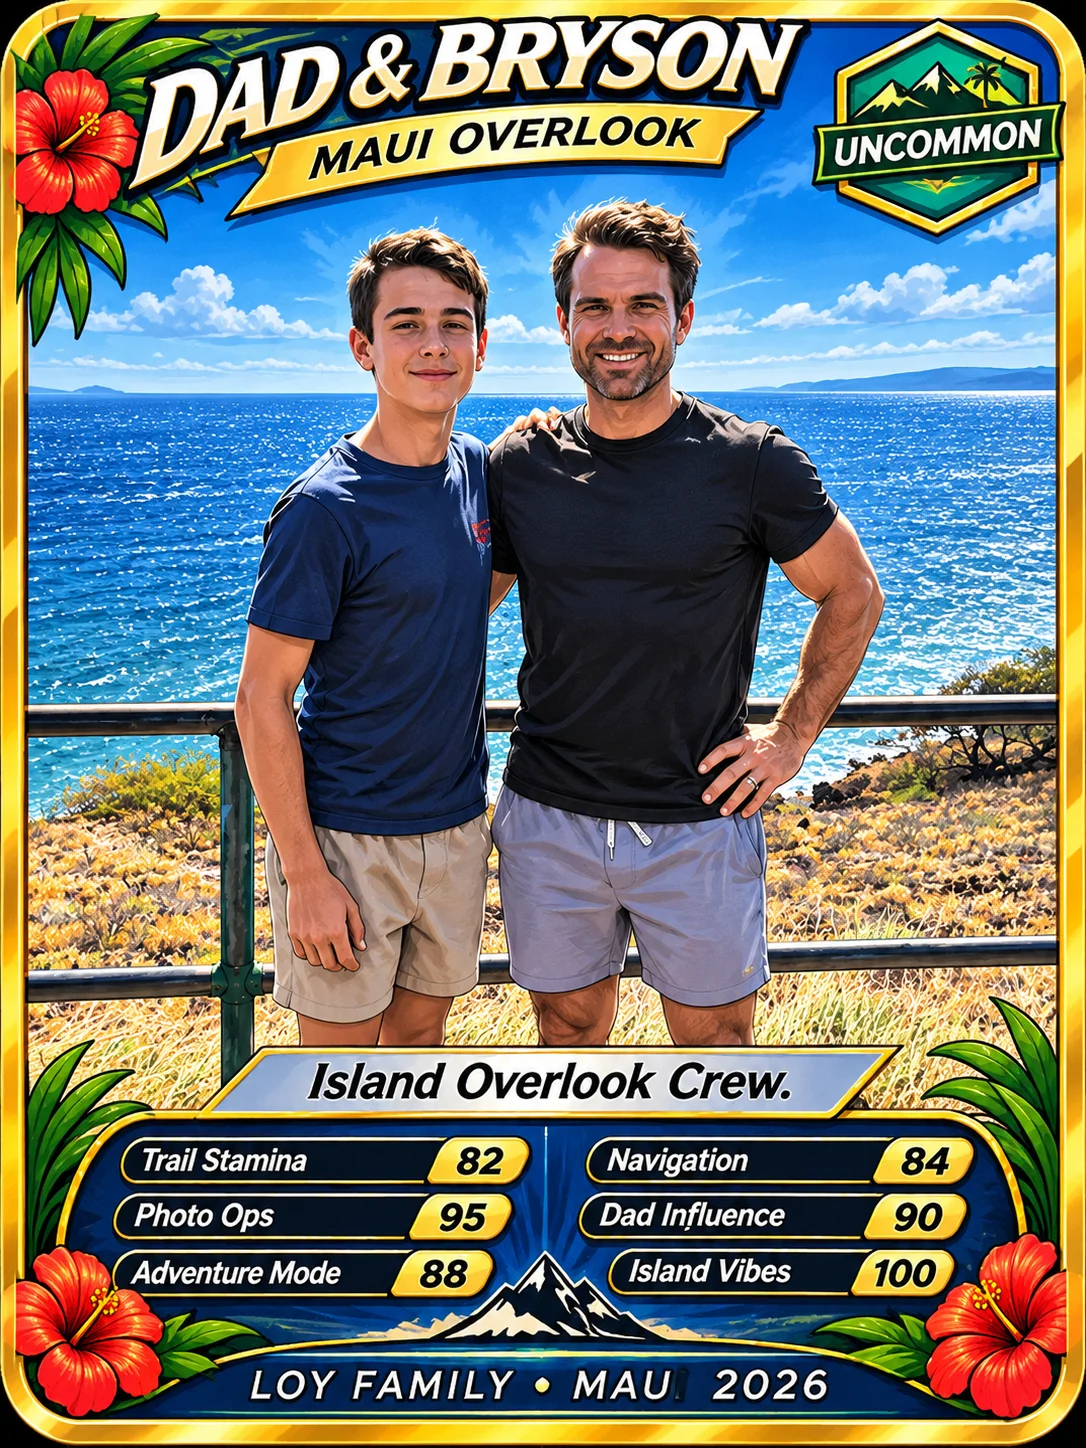 DAD & BRYSON
MAUI OVERLOOK
UNCOMMON
Island Overlook Crew.
Trail Stamina 82
Navigation 84
Photo Ops 95
Dad Influence 90
Adventure Mode 88
Island Vibes 100
LOY FAMILY • MAUI 2026